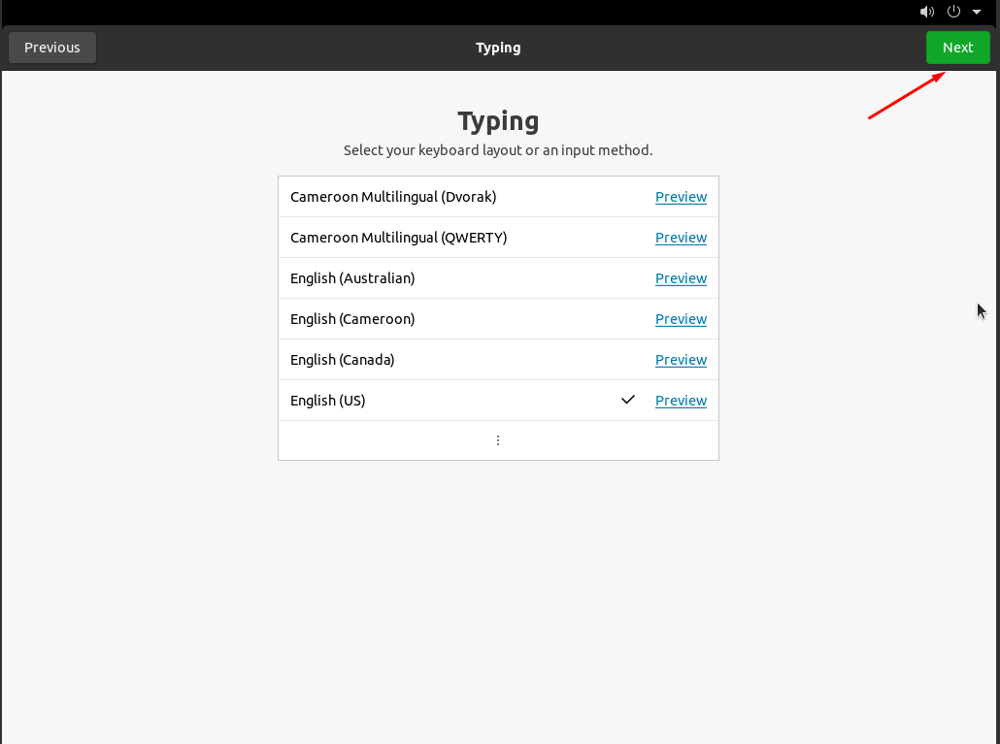 Previous
Typing
Next
Typing
Select your keyboard layout or an input method.
Cameroon Multilingual (Dvorak) Preview
Cameroon Multilingual (QWERTY) Preview
English (Australian) Preview
English (Cameroon) Preview
English (Canada) Preview
English (US) Preview